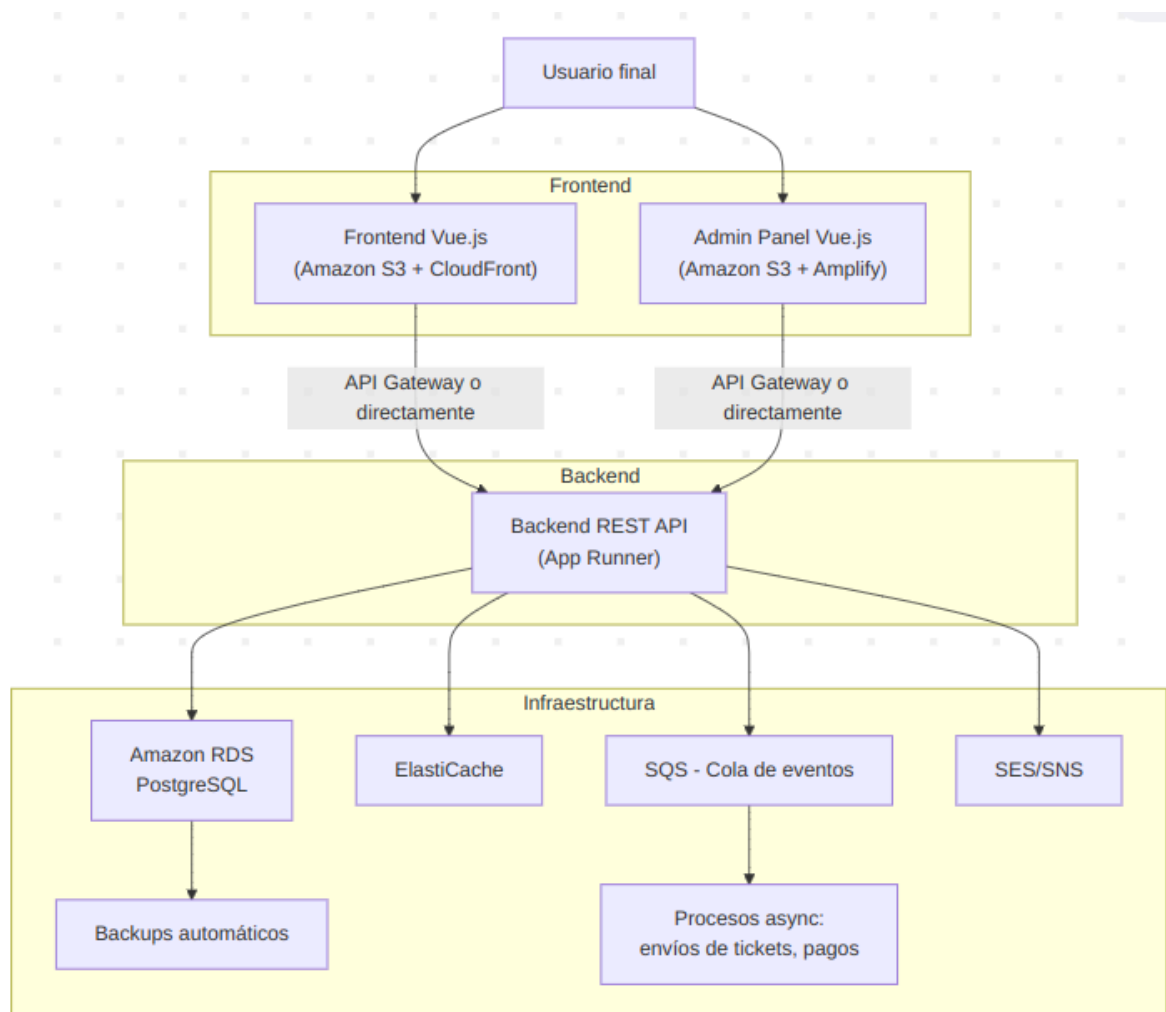 Usuario final
Frontend
Frontend Vue.js
(Amazon S3 + CloudFront)
Admin Panel Vue.js
(Amazon S3 + Amplify)
API Gateway o
directamente
API Gateway o
directamente
Backend
Backend REST API
(App Runner)
Infraestructura
Amazon RDS
PostgreSQL
ElastiCache
SQS - Cola de eventos
SES/SNS
Backups automáticos
Procesos async:
envíos de tickets, pagos